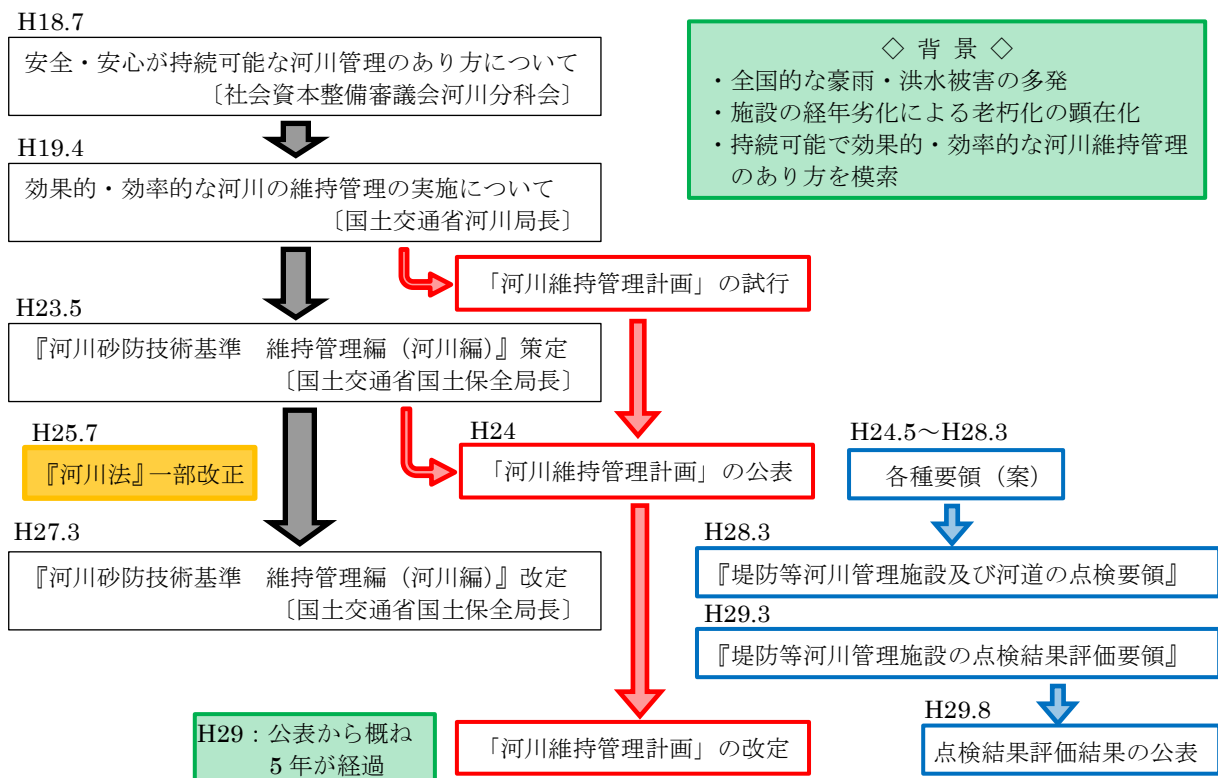 H18.7
安全・安心が持続可能な河川管理のあり方について
〔社会資本整備審議会河川分科会〕
◇ 背 景 ◇
・全国的な豪雨・洪水被害の多発
・施設の経年劣化による老朽化の顕在化
・持続可能で効果的・効率的な河川維持管理
のあり方を模索
H19.4
効果的・効率的な河川の維持管理の実施について
〔国土交通省河川局長〕
「河川維持管理計画」の試行
H23.5
『河川砂防技術基準　維持管理編（河川編）』策定
〔国土交通省国土保全局長〕
H25.7
『河川法』一部改正
H24
「河川維持管理計画」の公表
H24.5～H28.3
各種要領（案）
H27.3
『河川砂防技術基準　維持管理編（河川編）』改定
〔国土交通省国土保全局長〕
H28.3
『堤防等河川管理施設及び河道の点検要領』
H29.3
『堤防等河川管理施設の点検結果評価要領』
H29：公表から概ね
5 年が経過
「河川維持管理計画」の改定
H29.8
点検結果評価結果の公表